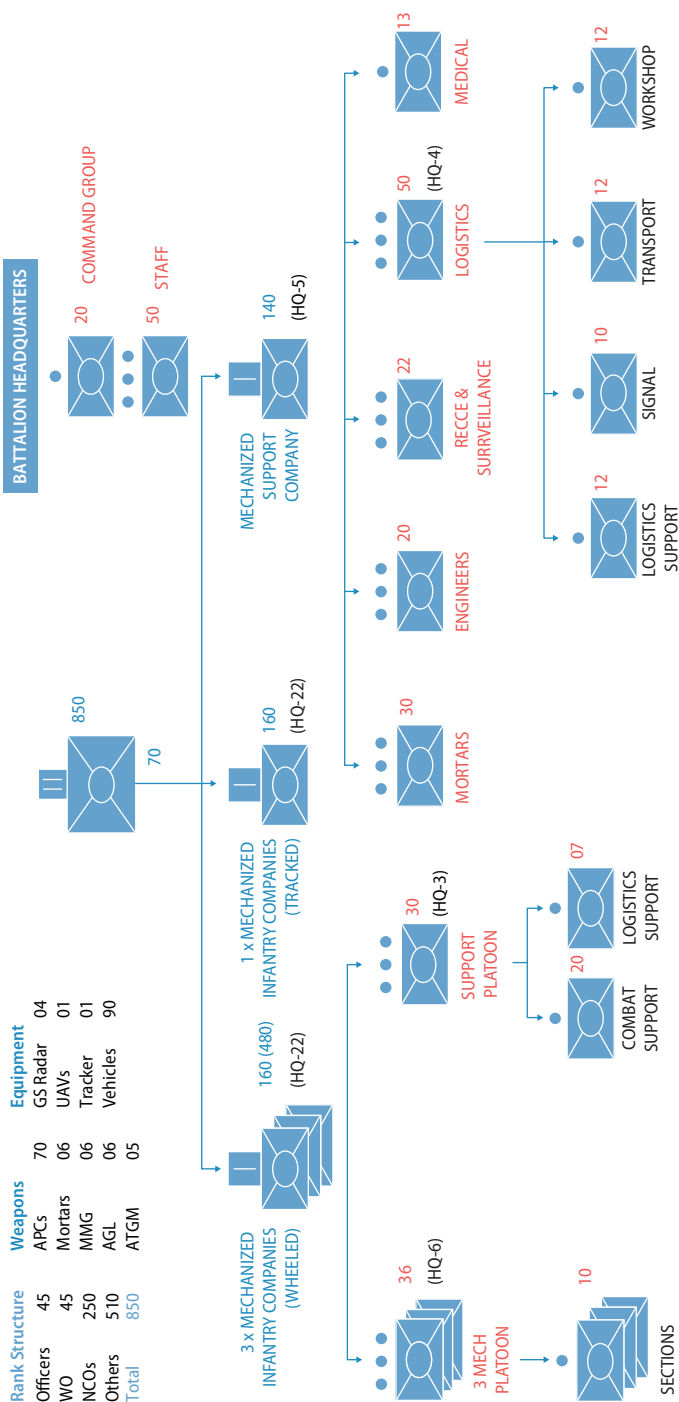 Rank Structure
Officers 45
WO 45
NCOs 250
Others 510
Total 850
Weapons
APCs 70
Mortars 06
MMG 06
AGL 06
ATGM 05
Equipment
GS Radar 04
UAVs 01
Tracker 01
Vehicles 90
850
70
BATTALION HEADQUARTERS
20
COMMAND GROUP
50
STAFF
3 x MECHANIZED
INFANTRY COMPANIES
(WHEELED)
160 (480)
(HQ-22)
1 x MECHANIZED
INFANTRY COMPANIES
(TRACKED)
160
(HQ-22)
MECHANIZED
SUPPORT
COMPANY
140
(HQ-5)
36
(HQ-6)
3 MECH
PLATOON
30
(HQ-3)
SUPPORT
PLATOON
30
MORTARS
20
ENGINEERS
22
RECCE &
SURRVEILLANCE
50
(HQ-4)
LOGISTICS
13
MEDICAL
10
SECTIONS
20
COMBAT
SUPPORT
07
LOGISTICS
SUPPORT
12
LOGISTICS
SUPPORT
10
SIGNAL
12
TRANSPORT
12
WORKSHOP